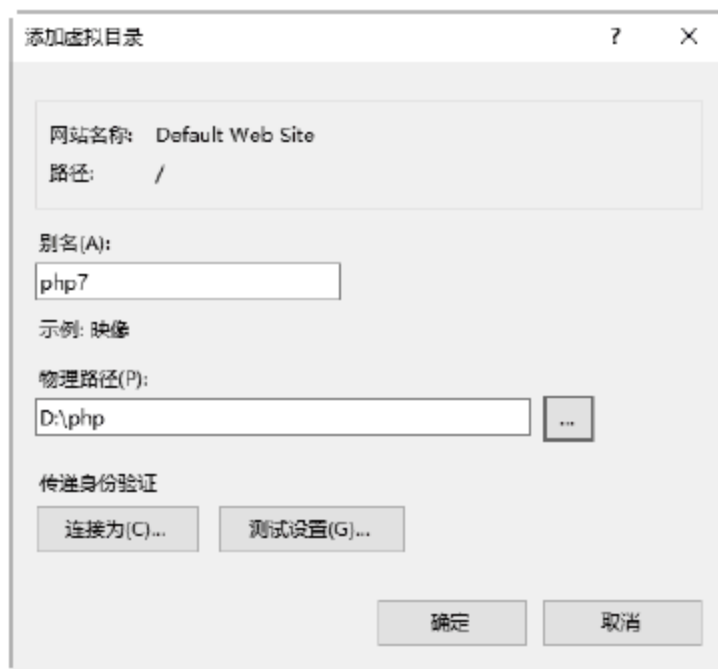 添加虚拟目录 ? ×
网站名称: Default Web Site
路径: /
别名(A):
php7
示例: 映像
物理路径(P):
D:\php ...
传递身份验证
连接为(C)... 测试设置(G)...
确定 取消